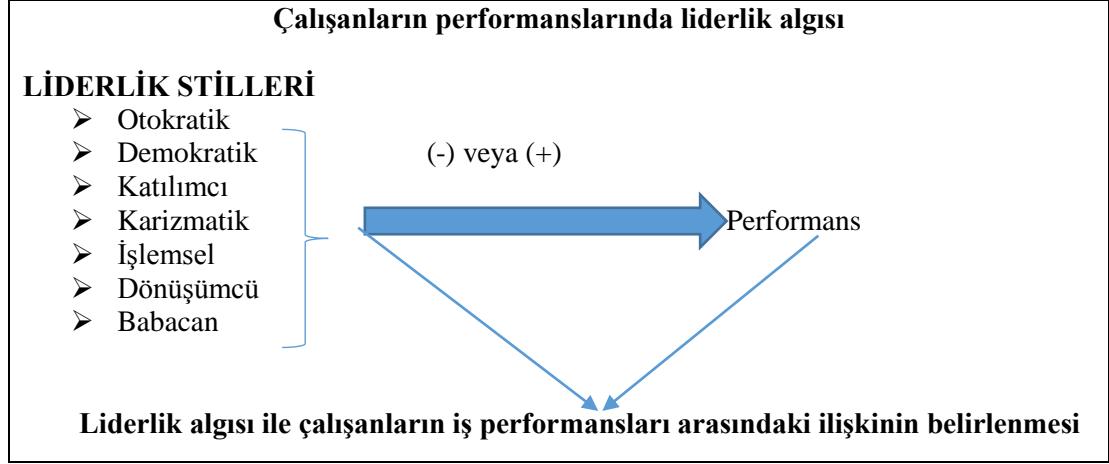 Çalışanların performanslarında liderlik algısı
LİDERLİK STİLLERİ
➢ Otokratik
➢ Demokratik
➢ Katılımcı
➢ Karizmatik
➢ İşlemsel
➢ Dönüşümcü
➢ Babacan
(-) veya (+)
Performans
Liderlik algısı ile çalışanların iş performansları arasındaki ilişkinin belirlenmesi